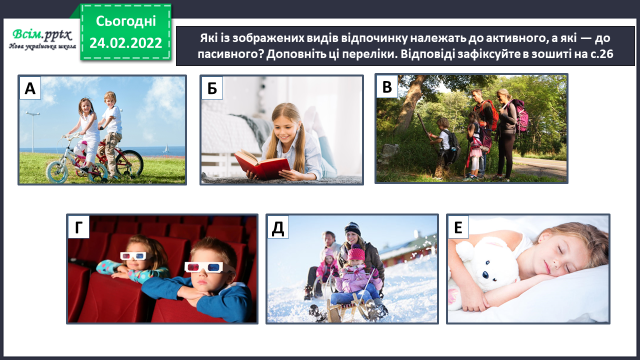 Всім.pptx
Нова українська школа
Сьогодні
24.02.2022
Які із зображених видів відпочинку належать до активного, а які — до
пасивного? Доповніть ці переліки. Відповіді зафіксуйте в зошиті на с.26
А
Б
В
Г
Д
Е